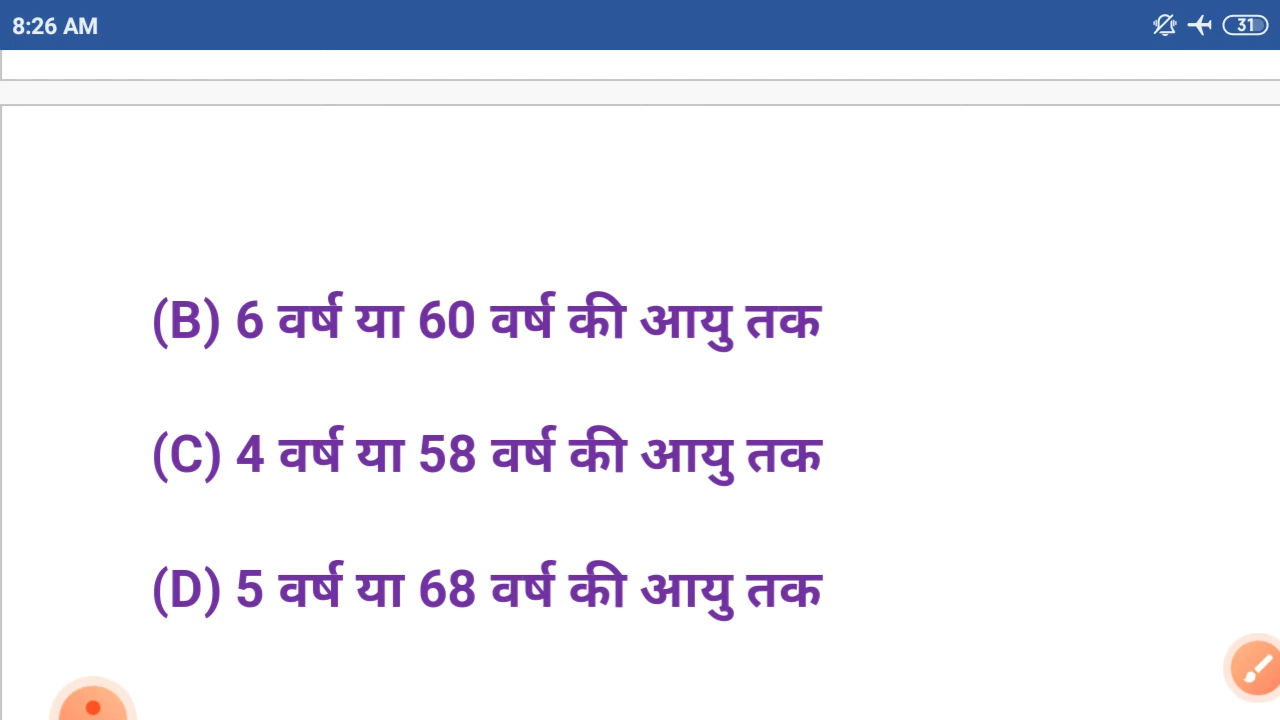 8:26 AM 31
(B) 6 वर्ष या 60 वर्ष की आयु तक
(C) 4 वर्ष या 58 वर्ष की आयु तक
(D) 5 वर्ष या 68 वर्ष की आयु तक